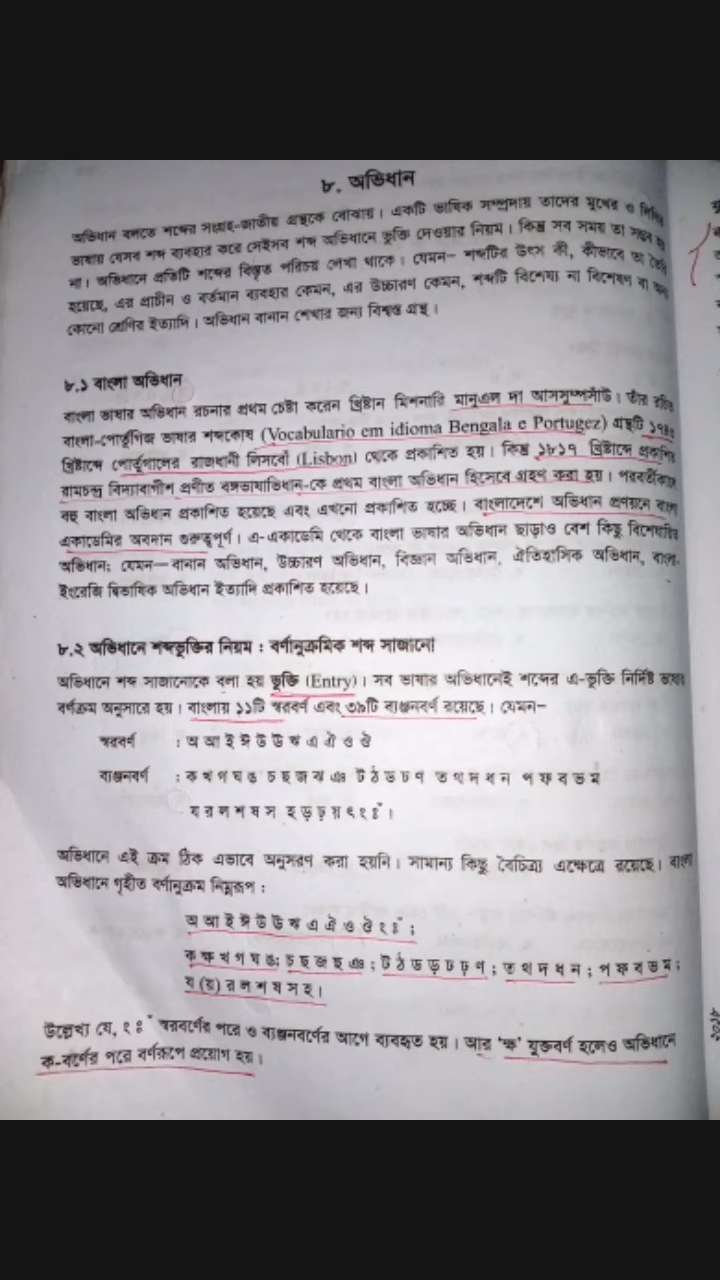 ৮. অভিধান
অভিধান বলতে শব্দের সংগ্রহ-জাতীয় গ্রন্থকে বোঝায়। একটি ভাষিক সম্প্রদায় তাদের মুখের ও লিখিত
ভাষায় যেসব শব্দ ব্যবহার করে সেইসব শব্দ অভিধানে ভুক্তি দেওয়ার নিয়ম। কিন্তু সব সময় তা সম্ভব হয়
না। অভিধানে প্রতিটি শব্দের বিস্তৃত পরিচয় লেখা থাকে। যেমন– শব্দটির উৎস কী, কীভাবে তা তৈরি
হয়েছে, এর প্রাচীন ও বর্তমান ব্যবহার কেমন, এর উচ্চারণ কেমন, শব্দটি বিশেষ্য না বিশেষণ বা অন্য
কোনো শ্রেণির ইত্যাদি। অভিধান বানান শেখার জন্য বিশ্বস্ত গ্রন্থ।
৮.১ বাংলা অভিধান
বাংলা ভাষার অভিধান রচনার প্রথম চেষ্টা করেন খ্রিষ্টান মিশনারি মানুএল দা আসসুম্পসাঁউ। তাঁর রচিত
বাংলা-পোর্তুগিজ ভাষার শব্দকোষ (Vocabulario em idioma Bengala e Portugez) গ্রন্থটি ১৭৪৩
খ্রিষ্টাব্দে পোর্তুগালের রাজধানী লিসবোঁ (Lisbon) থেকে প্রকাশিত হয়। কিন্তু ১৮১৭ খ্রিষ্টাব্দে প্রকাশিত
রামচন্দ্র বিদ্যাবাগীশ প্রণীত বঙ্গভাষাভিধান-কে প্রথম বাংলা অভিধান হিসেবে গ্রহণ করা হয়। পরবর্তীকালে
বহু বাংলা অভিধান প্রকাশিত হয়েছে এবং এখনো প্রকাশিত হচ্ছে। বাংলাদেশে অভিধান প্রণয়নে বাংলা
একাডেমির অবদান গুরুত্বপূর্ণ। এ-একাডেমি থেকে বাংলা ভাষার অভিধান ছাড়াও বেশ কিছু বিশেষায়িত
অভিধান; যেমন—বানান অভিধান, উচ্চারণ অভিধান, বিজ্ঞান অভিধান, ঐতিহাসিক অভিধান, বাংলা-
ইংরেজি দ্বিভাষিক অভিধান ইত্যাদি প্রকাশিত হয়েছে।
৮.২ অভিধানে শব্দভুক্তির নিয়ম : বর্ণানুক্রমিক শব্দ সাজানো
অভিধানে শব্দ সাজানোকে বলা হয় ভুক্তি (Entry)। সব ভাষার অভিধানেই শব্দের এ-ভুক্তি নির্দিষ্ট ভাষার
বর্ণক্রম অনুসারে হয়। বাংলায় ১১টি স্বরবর্ণ এবং ৩৯টি ব্যঞ্জনবর্ণ রয়েছে। যেমন–
স্বরবর্ণ : অ আ ই ঈ উ ঊ ঋ এ ঐ ও ঔ
ব্যঞ্জনবর্ণ : ক খ গ ঘ ঙ চ ছ জ ঝ ঞ ট ঠ ড ঢ ণ ত থ দ ধ ন প ফ ব ভ ম
য র ল শ ষ স হ ড় ঢ় য় ৎ ং ঃ ঁ।
অভিধানে এই ক্রম ঠিক এভাবে অনুসরণ করা হয়নি। সামান্য কিছু বৈচিত্র্য এক্ষেত্রে রয়েছে। বাংলা
অভিধানে গৃহীত বর্ণানুক্রম নিম্নরূপ :
অ আ ই ঈ উ ঊ ঋ এ ঐ ও ঔ ং ঃ ঁ ;
ক ক্ষ খ গ ঘ ঙ; চ ছ জ ঝ ঞ ; ট ঠ ড ড় ঢ ঢ় ণ ; ত থ দ ধ ন ; প ফ ব ভ ম ;
য (য়) র ল শ ষ স হ।
উল্লেখ্য যে, ং ঃ ঁ স্বরবর্ণের পরে ও ব্যঞ্জনবর্ণের আগে ব্যবহৃত হয়। আর 'ক্ষ' যুক্তবর্ণ হলেও অভিধানে
ক-বর্ণের পরে বর্ণরূপে প্রয়োগ হয়।